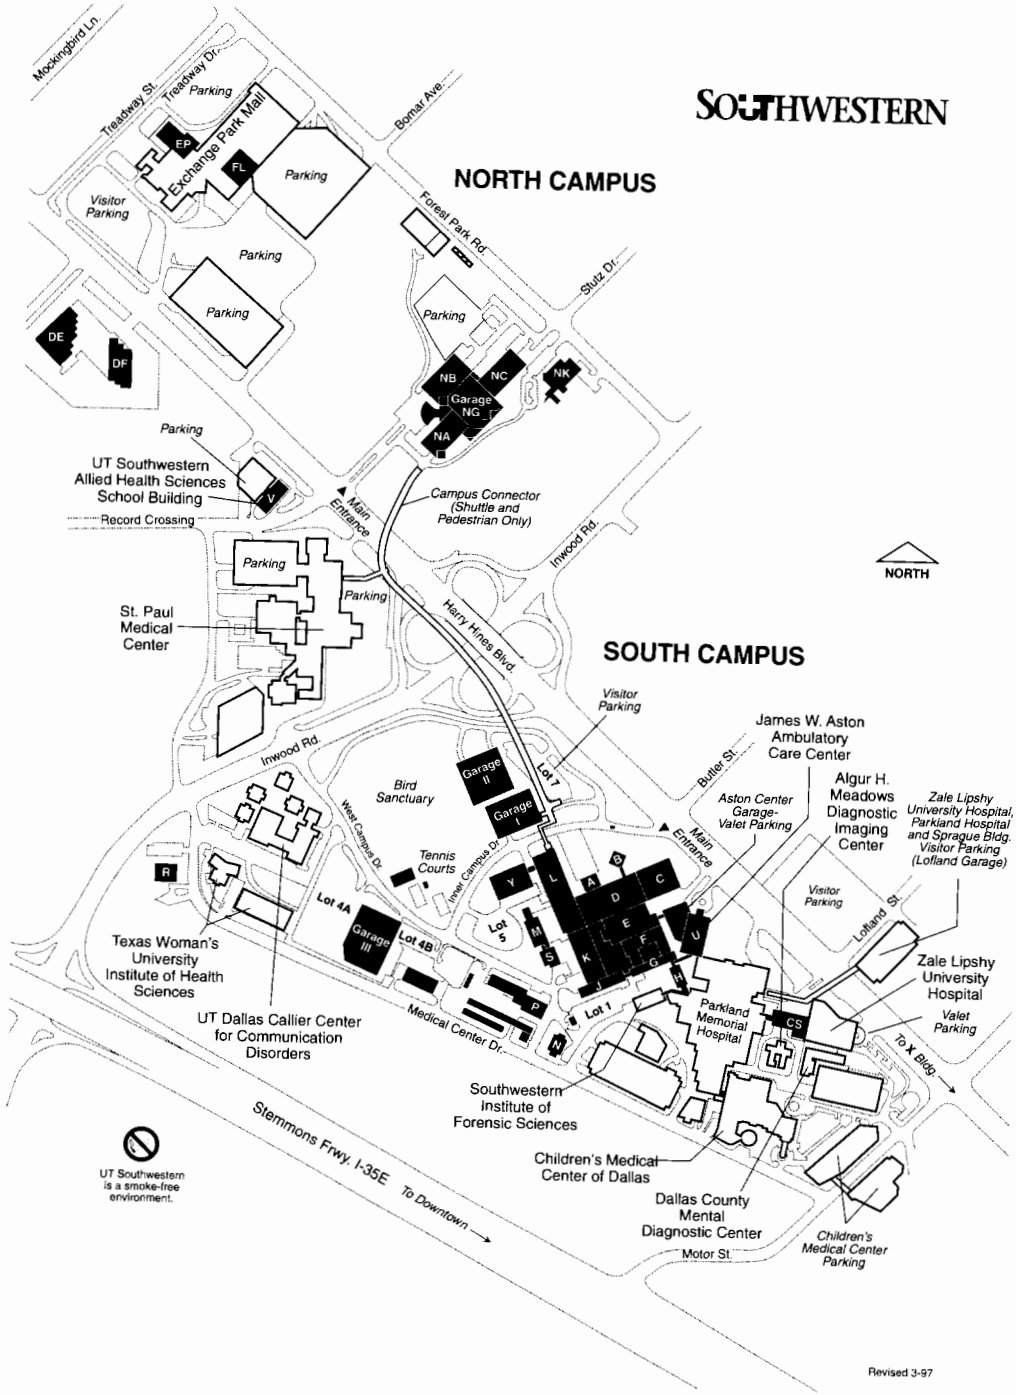 Mockingbird Ln.
Treadway St.
Treadway Dr.
Parking
Bomar Ave.
SOUTHWESTERN
EP
Exchange Park Mall
FL
Parking
NORTH CAMPUS
Visitor
Parking
Forest Park Rd.
Parking
Stutz Dr.
Parking
Parking
DE
DF
NB
NC
NK
Garage
NG
NA
Parking
UT Southwestern
Allied Health Sciences
School Building
V
Main
Entrance
Campus Connector
(Shuttle and
Pedestrian Only)
Record Crossing
Inwood Rd.
Parking
NORTH
Parking
St. Paul
Medical
Center
Harry Hines Blvd.
SOUTH CAMPUS
Visitor
Parking
James W. Aston
Ambulatory
Care Center
Inwood Rd.
Butler St.
Lot 7
Garage
II
Bird
Sanctuary
Garage
I
Aston Center
Garage-
Valet Parking
Algur H.
Meadows
Diagnostic
Imaging
Center
Zale Lipshy
University Hospital,
Parkland Hospital
and Sprague Bldg.
Visitor Parking
(Lofland Garage)
West Campus Dr.
Main
Entrance
Tennis
Courts
Inner Campus Dr.
R
Y
L
A
B
C
D
E
F
G
H
J
K
M
S
U
Visitor
Parking
Lofland St.
Lot 4A
Garage
III
Lot 4B
Lot
5
Texas Woman's
University
Institute of Health
Sciences
Zale Lipshy
University
Hospital
P
Lot 1
N
Parkland
Memorial
Hospital
CS
Valet
Parking
UT Dallas Callier Center
for Communication
Disorders
Medical Center Dr.
To X Bldg.
Southwestern
Institute of
Forensic Sciences
Stemmons Frwy. I-35E
To Downtown
UT Southwestern
is a smoke-free
environment.
Children's Medical
Center of Dallas
Dallas County
Mental
Diagnostic Center
Children's
Medical Center
Parking
Motor St.
Revised 3-97